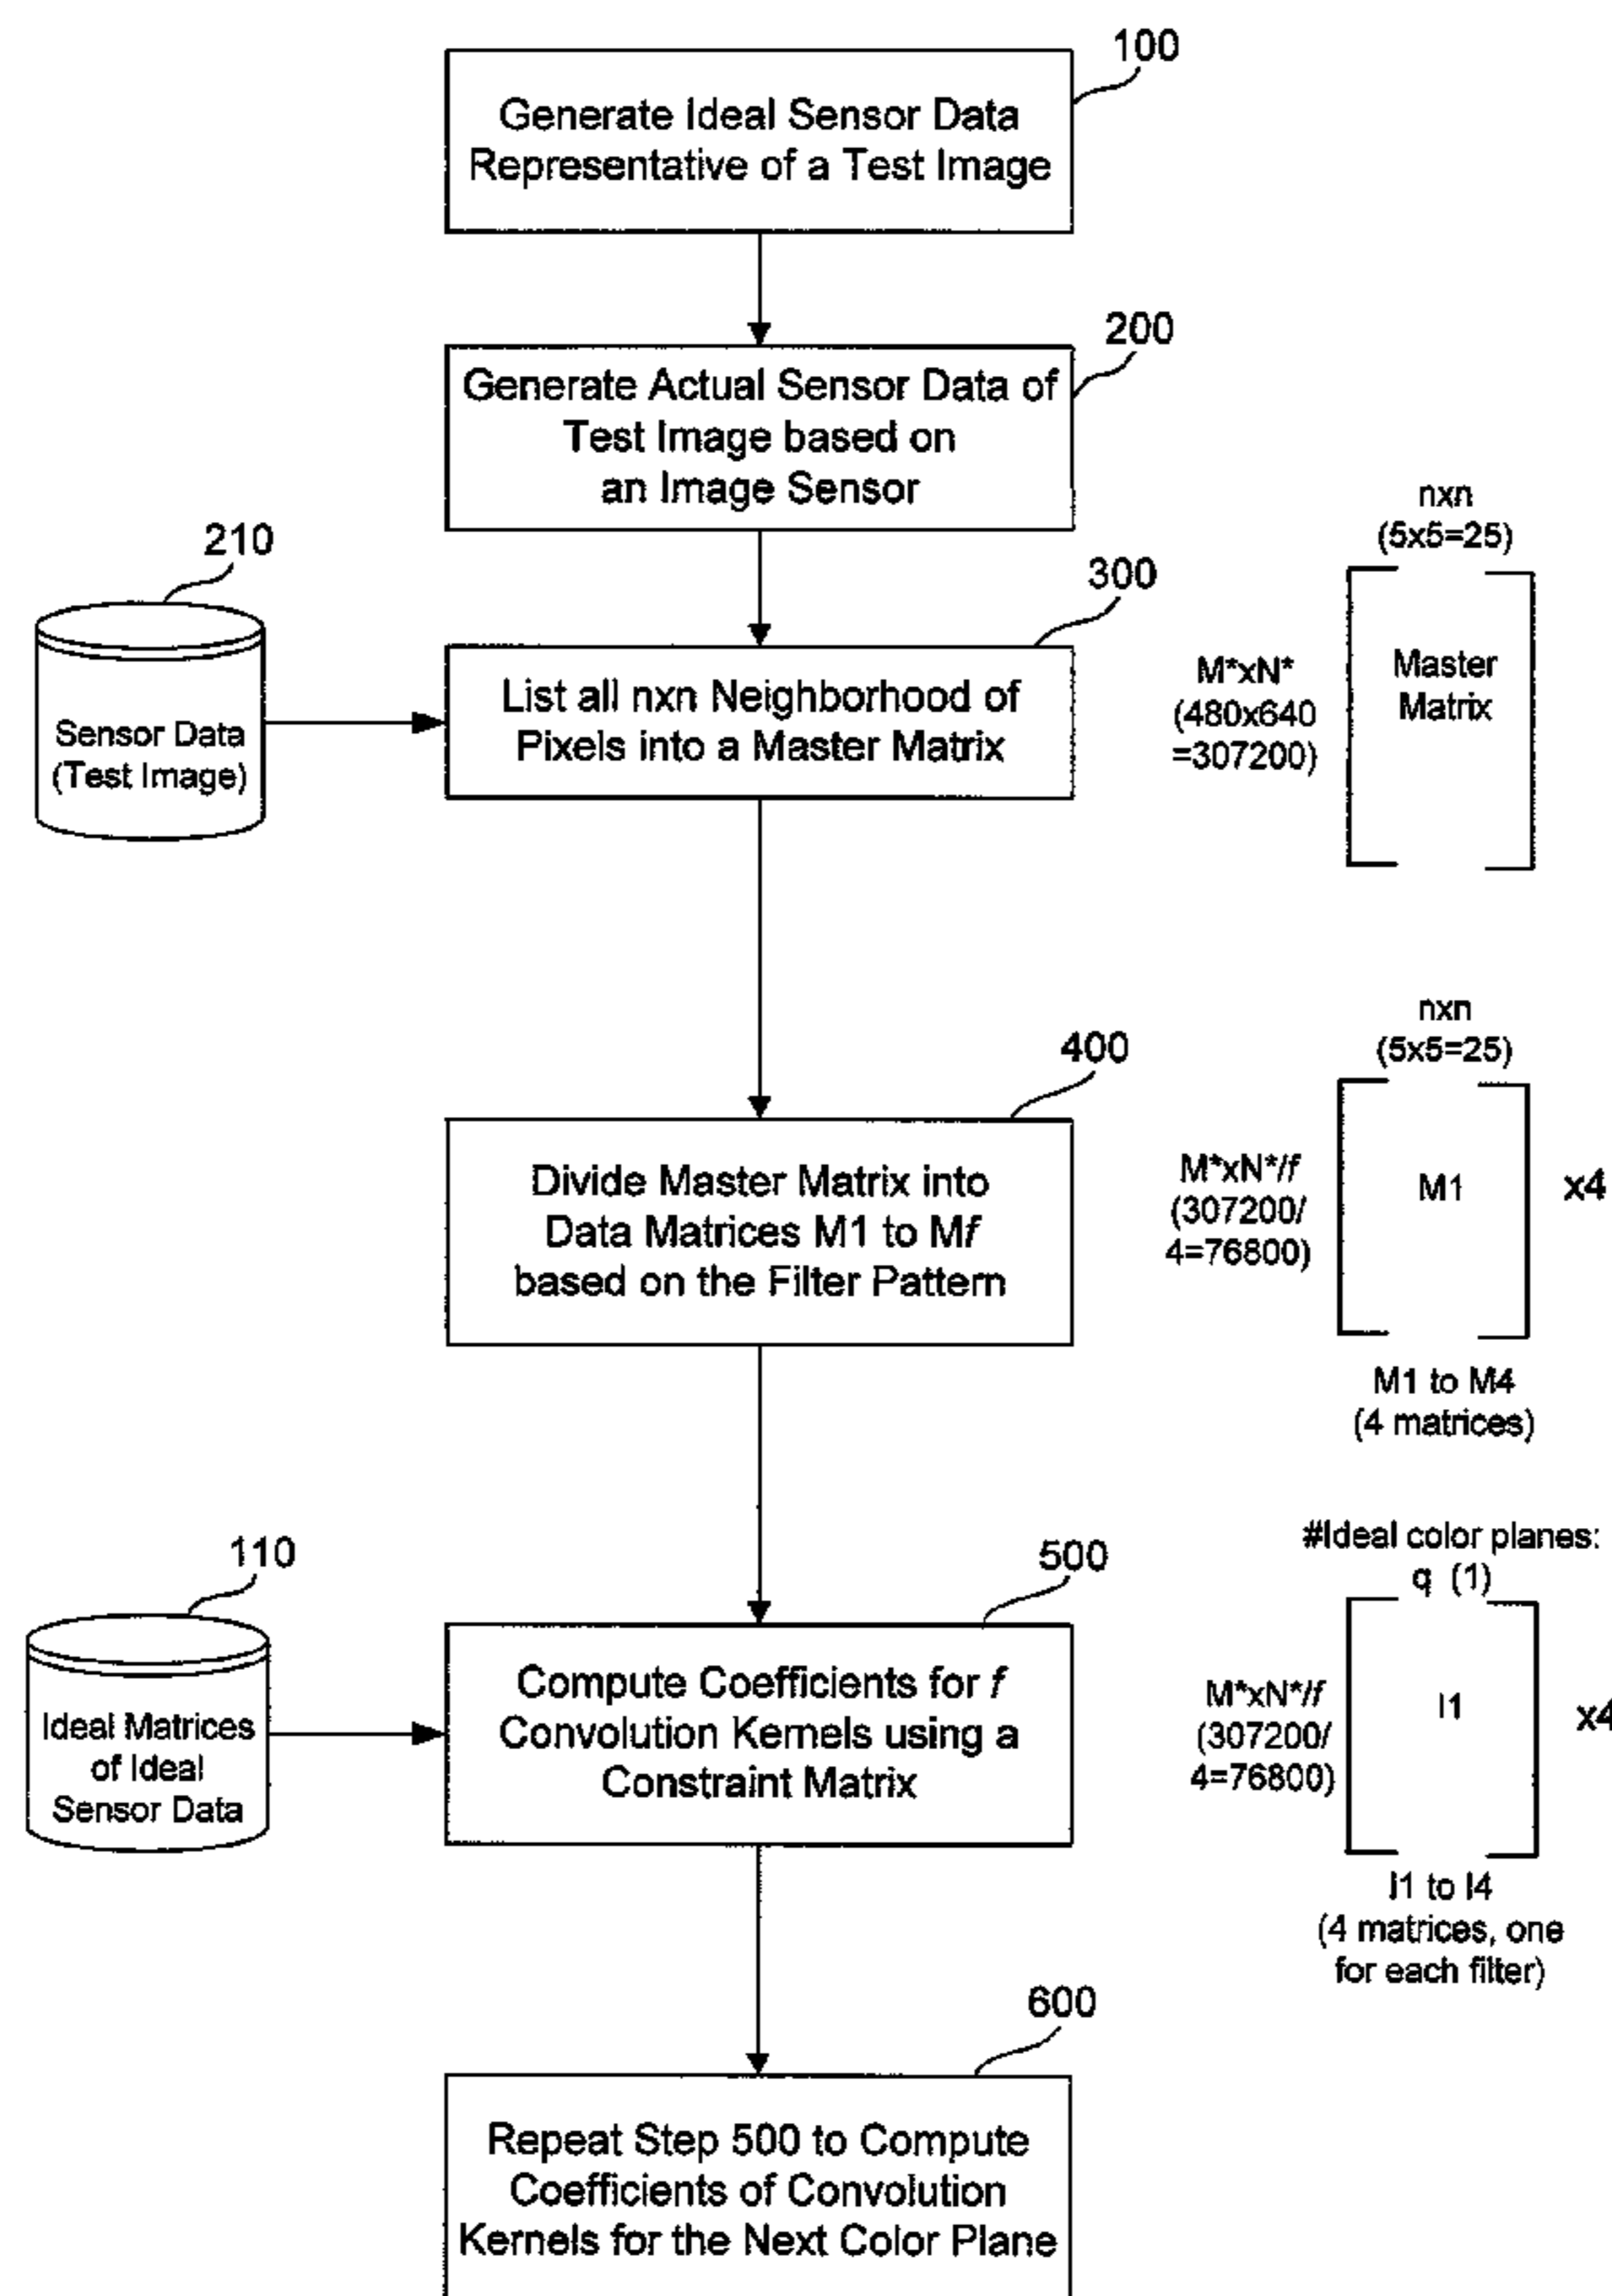 100
Generate Ideal Sensor Data
Representative of a Test Image
200
Generate Actual Sensor Data of
Test Image based on
an Image Sensor
210
Sensor Data
(Test Image)
300
List all nxn Neighborhood of
Pixels into a Master Matrix
nxn
(5x5=25)
M*xN*
(480x640
=307200)
Master
Matrix
400
Divide Master Matrix into
Data Matrices M1 to Mf
based on the Filter Pattern
nxn
(5x5=25)
M*xN*/f
(307200/
4=76800)
M1
x4
M1 to M4
(4 matrices)
110
Ideal Matrices
of Ideal
Sensor Data
500
Compute Coefficients for f
Convolution Kernels using a
Constraint Matrix
#Ideal color planes:
q (1)
M*xN*/f
(307200/
4=76800)
I1
x4
I1 to I4
(4 matrices, one
for each filter)
600
Repeat Step 500 to Compute
Coefficients of Convolution
Kernels for the Next Color Plane